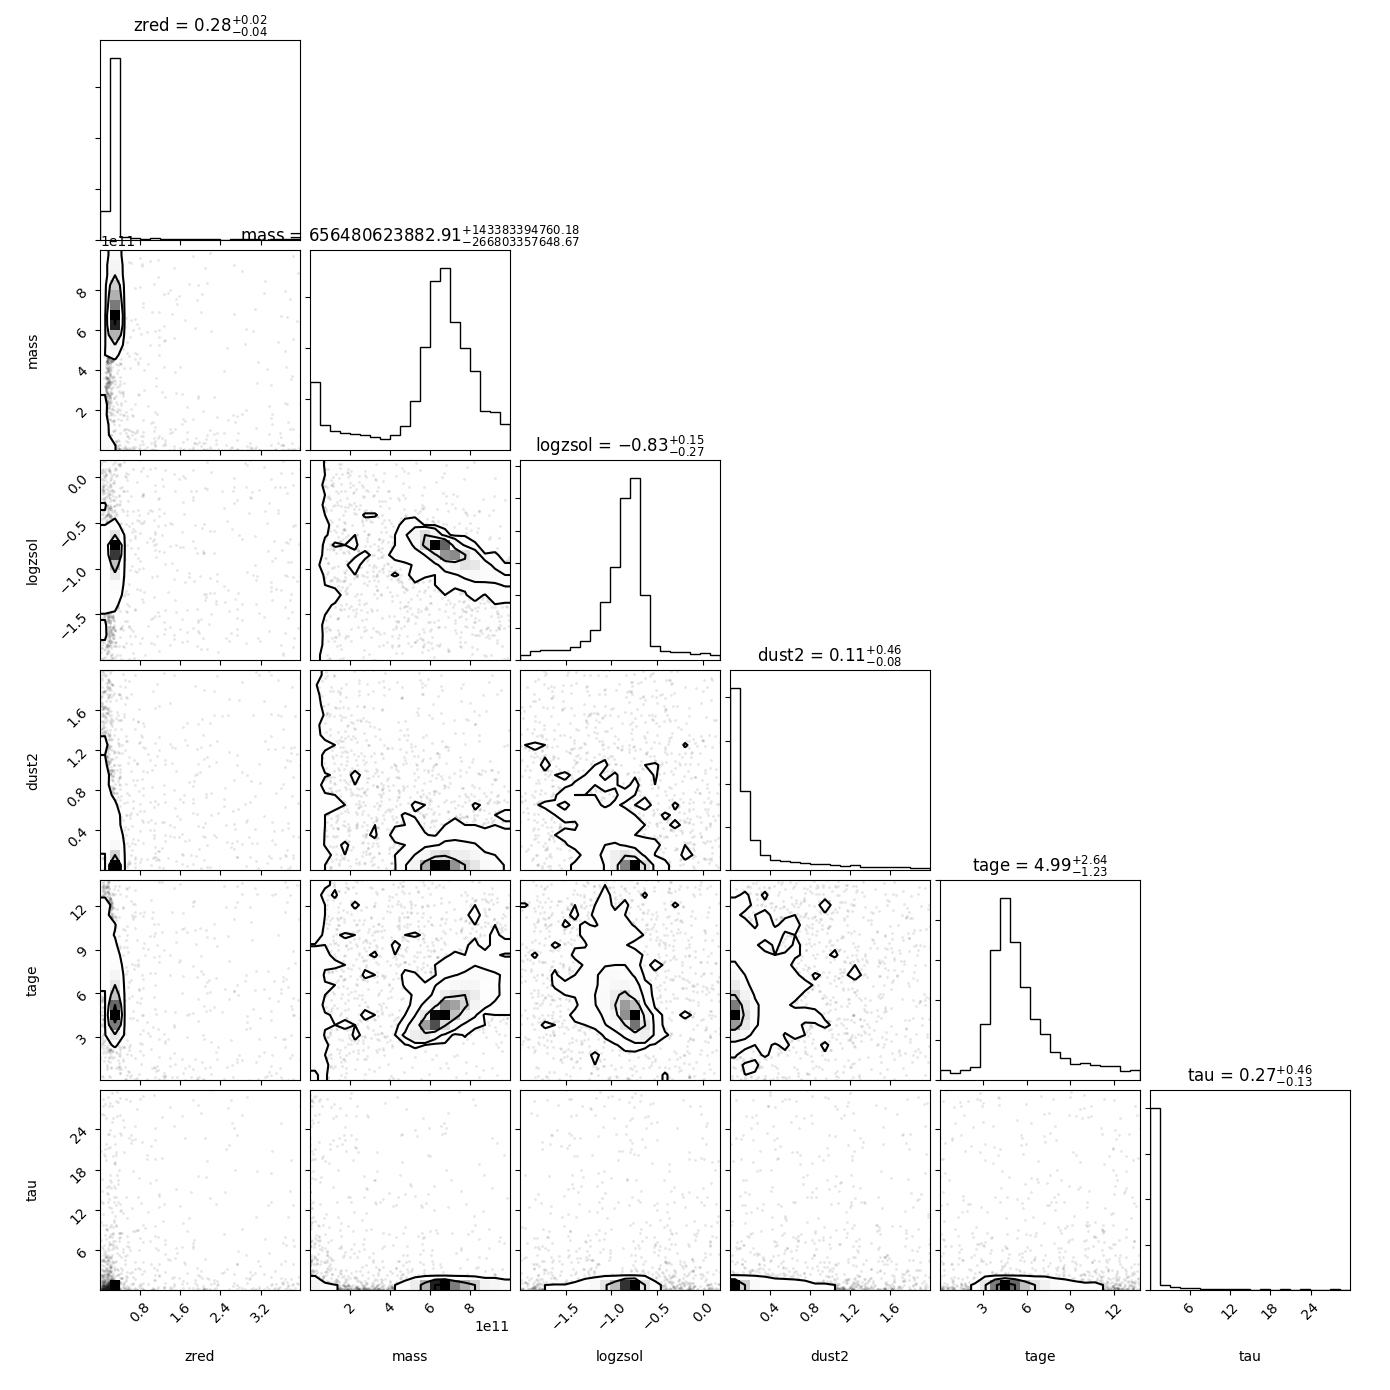 zred = 0.28+0.02−0.04
1e11
mass = 656480623882.91+143383394760.18−266803357648.67
mass
8
6
4
2
logzsol = −0.83+0.15−0.27
logzsol
0.0
−0.5
−1.0
−1.5
dust2 = 0.11+0.46−0.08
dust2
1.6
1.2
0.8
0.4
tage = 4.99+2.64−1.23
tage
12
9
6
3
tau = 0.27+0.46−0.13
tau
24
18
12
6
0.8 1.6 2.4 3.2 2 4 6 8 −1.5 −1.0 −0.5 0.0 0.4 0.8 1.2 1.6 3 6 9 12 6 12 18 24
1e11
zred mass logzsol dust2 tage tau